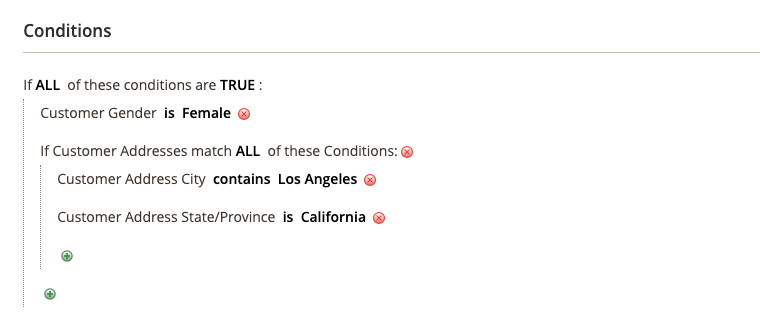 Conditions
If ALL of these conditions are TRUE :
Customer Gender is Female
If Customer Addresses match ALL of these Conditions:
Customer Address City contains Los Angeles
Customer Address State/Province is California